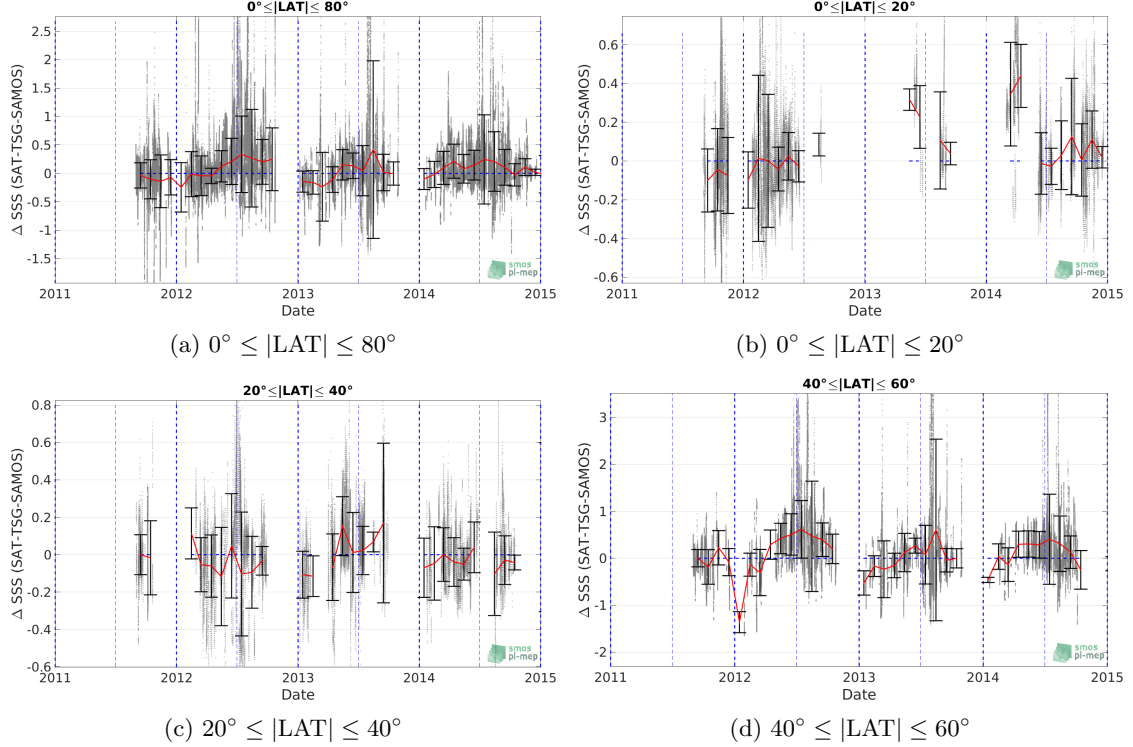 0°≤|LAT|≤ 80°
Δ SSS (SAT-TSG-SAMOS)
2.5
2
1.5
1
0.5
0
-0.5
-1
-1.5
2011 2012 2013 2014 2015
Date
smos
pi-mep
(a) 0° ≤ |LAT| ≤ 80°
0°≤|LAT|≤ 20°
Δ SSS (SAT-TSG-SAMOS)
0.6
0.4
0.2
0
-0.2
-0.4
-0.6
2011 2012 2013 2014 2015
Date
smos
pi-mep
(b) 0° ≤ |LAT| ≤ 20°
20°≤|LAT|≤ 40°
Δ SSS (SAT-TSG-SAMOS)
0.8
0.6
0.4
0.2
0
-0.2
-0.4
-0.6
2011 2012 2013 2014 2015
Date
smos
pi-mep
(c) 20° ≤ |LAT| ≤ 40°
40°≤|LAT|≤ 60°
Δ SSS (SAT-TSG-SAMOS)
3
2
1
0
-1
-2
2011 2012 2013 2014 2015
Date
smos
pi-mep
(d) 40° ≤ |LAT| ≤ 60°